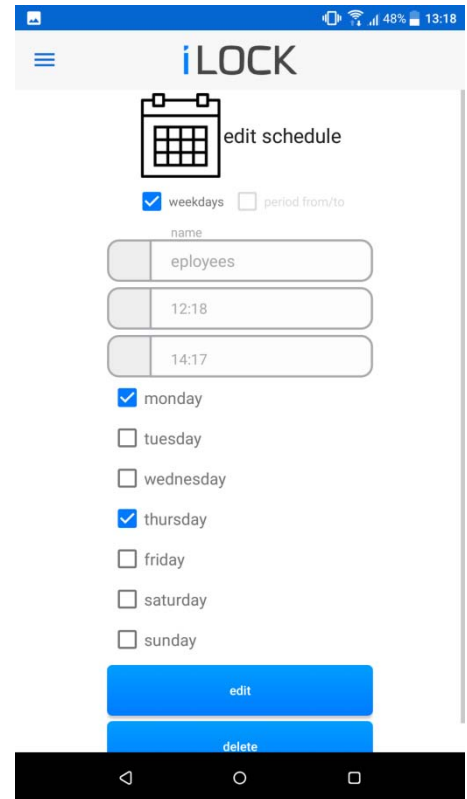 48% 13:18
iLOCK
edit schedule
weekdays period from/to
name
eployees
12:18
14:17
monday
tuesday
wednesday
thursday
friday
saturday
sunday
edit
delete